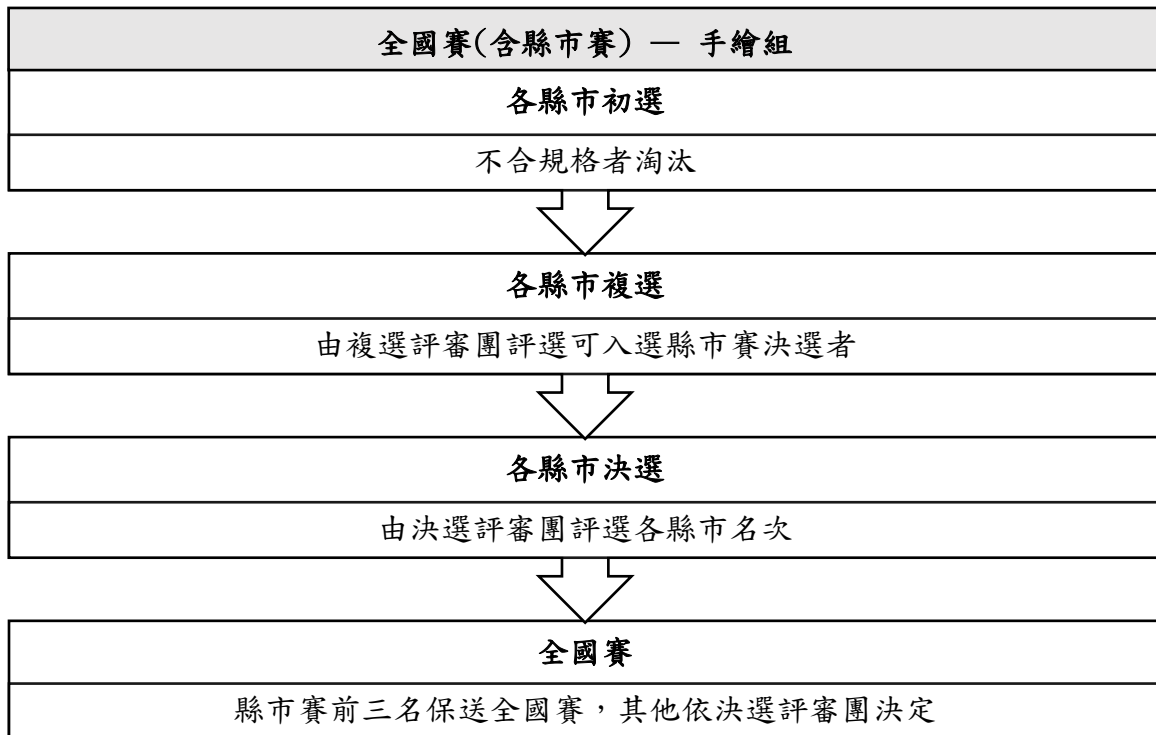 全國賽(含縣市賽) — 手繪組
各縣市初選
不合規格者淘汰
各縣市複選
由複選評審團評選可入選縣市賽決選者
各縣市決選
由決選評審團評選各縣市名次
全國賽
縣市賽前三名保送全國賽，其他依決選評審團決定